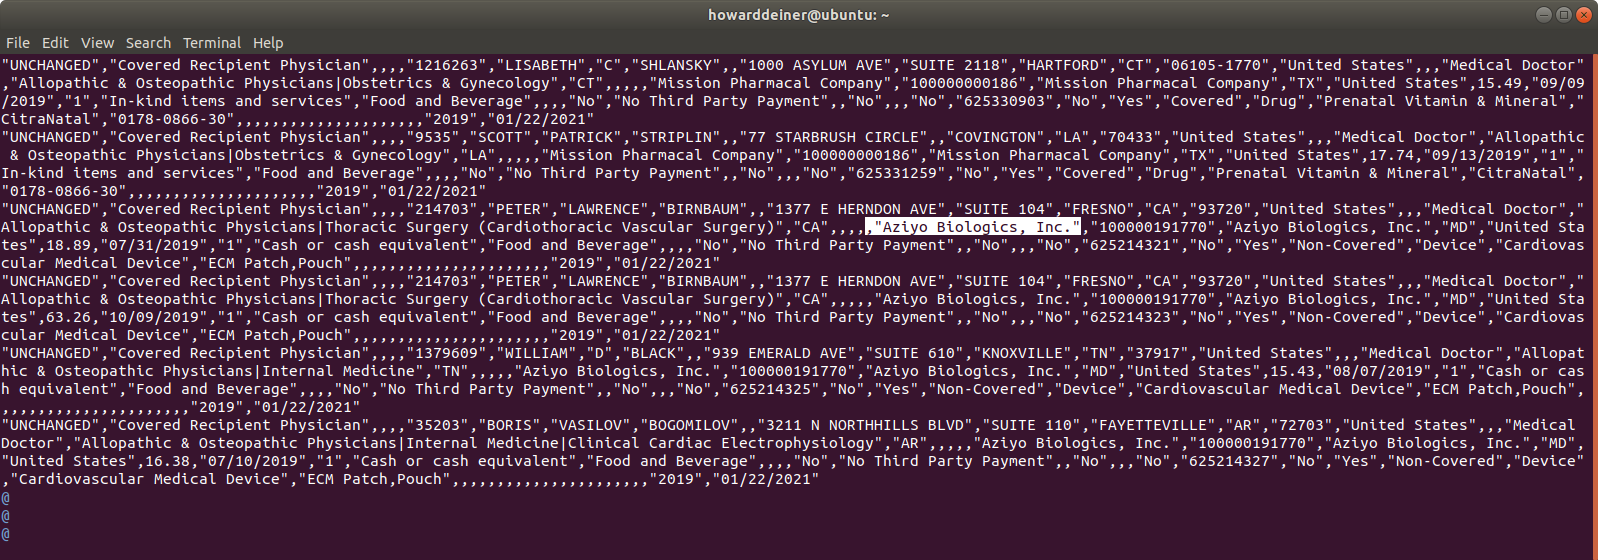 howarddeiner@ubuntu: ~
File Edit View Search Terminal Help
"UNCHANGED","Covered Recipient Physician",,,,"1216263","LISABETH","C","SHLANSKY",,"1000 ASYLUM AVE","SUITE 2118","HARTFORD","CT","06105-1770","United States",,,"Medical Doctor"
,"Allopathic & Osteopathic Physicians|Obstetrics & Gynecology","CT",,,,,"Mission Pharmacal Company","100000000186","Mission Pharmacal Company","TX","United States",15.49,"09/09
/2019","1","In-kind items and services","Food and Beverage",,,,"No","No Third Party Payment",,"No",,,"No","625330903","No","Yes","Covered","Drug","Prenatal Vitamin & Mineral","
CitraNatal","0178-0866-30",,,,,,,,,,,,,,,,,,,,,"2019","01/22/2021"
"UNCHANGED","Covered Recipient Physician",,,,"9535","SCOTT","PATRICK","STRIPLIN",,"77 STARBRUSH CIRCLE",,"COVINGTON","LA","70433","United States",,,"Medical Doctor","Allopathic
 & Osteopathic Physicians|Obstetrics & Gynecology","LA",,,,,"Mission Pharmacal Company","100000000186","Mission Pharmacal Company","TX","United States",17.74,"09/13/2019","1","
In-kind items and services","Food and Beverage",,,,"No","No Third Party Payment",,"No",,,"No","625331259","No","Yes","Covered","Drug","Prenatal Vitamin & Mineral","CitraNatal",
"0178-0866-30",,,,,,,,,,,,,,,,,,,,,"2019","01/22/2021"
"UNCHANGED","Covered Recipient Physician",,,,"214703","PETER","LAWRENCE","BIRNBAUM",,"1377 E HERNDON AVE","SUITE 104","FRESNO","CA","93720","United States",,,"Medical Doctor","
Allopathic & Osteopathic Physicians|Thoracic Surgery (Cardiothoracic Vascular Surgery)","CA",,,,,"Aziyo Biologics, Inc.","100000191770","Aziyo Biologics, Inc.","MD","United Sta
tes",18.89,"07/31/2019","1","Cash or cash equivalent","Food and Beverage",,,,"No","No Third Party Payment",,"No",,,"No","625214321","No","Yes","Non-Covered","Device","Cardiovas
cular Medical Device","ECM Patch,Pouch",,,,,,,,,,,,,,,,,,,,,,"2019","01/22/2021"
"UNCHANGED","Covered Recipient Physician",,,,"214703","PETER","LAWRENCE","BIRNBAUM",,"1377 E HERNDON AVE","SUITE 104","FRESNO","CA","93720","United States",,,"Medical Doctor","
Allopathic & Osteopathic Physicians|Thoracic Surgery (Cardiothoracic Vascular Surgery)","CA",,,,,"Aziyo Biologics, Inc.","100000191770","Aziyo Biologics, Inc.","MD","United Sta
tes",63.26,"10/09/2019","1","Cash or cash equivalent","Food and Beverage",,,,"No","No Third Party Payment",,"No",,,"No","625214323","No","Yes","Non-Covered","Device","Cardiovas
cular Medical Device","ECM Patch,Pouch",,,,,,,,,,,,,,,,,,,,,,"2019","01/22/2021"
"UNCHANGED","Covered Recipient Physician",,,,"1379609","WILLIAM","D","BLACK",,"939 EMERALD AVE","SUITE 610","KNOXVILLE","TN","37917","United States",,,"Medical Doctor","Allopat
hic & Osteopathic Physicians|Internal Medicine","TN",,,,,"Aziyo Biologics, Inc.","100000191770","Aziyo Biologics, Inc.","MD","United States",15.43,"08/07/2019","1","Cash or cas
h equivalent","Food and Beverage",,,,"No","No Third Party Payment",,"No",,,"No","625214325","No","Yes","Non-Covered","Device","Cardiovascular Medical Device","ECM Patch,Pouch",
,,,,,,,,,,,,,,,,,,,,,"2019","01/22/2021"
"UNCHANGED","Covered Recipient Physician",,,,"35203","BORIS","VASILOV","BOGOMILOV",,"3211 N NORTHHILLS BLVD","SUITE 110","FAYETTEVILLE","AR","72703","United States",,,"Medical 
Doctor","Allopathic & Osteopathic Physicians|Internal Medicine|Clinical Cardiac Electrophysiology","AR",,,,,"Aziyo Biologics, Inc.","100000191770","Aziyo Biologics, Inc.","MD",
"United States",16.38,"07/10/2019","1","Cash or cash equivalent","Food and Beverage",,,,"No","No Third Party Payment",,"No",,,"No","625214327","No","Yes","Non-Covered","Device"
,"Cardiovascular Medical Device","ECM Patch,Pouch",,,,,,,,,,,,,,,,,,,,,,"2019","01/22/2021"
@
@
@